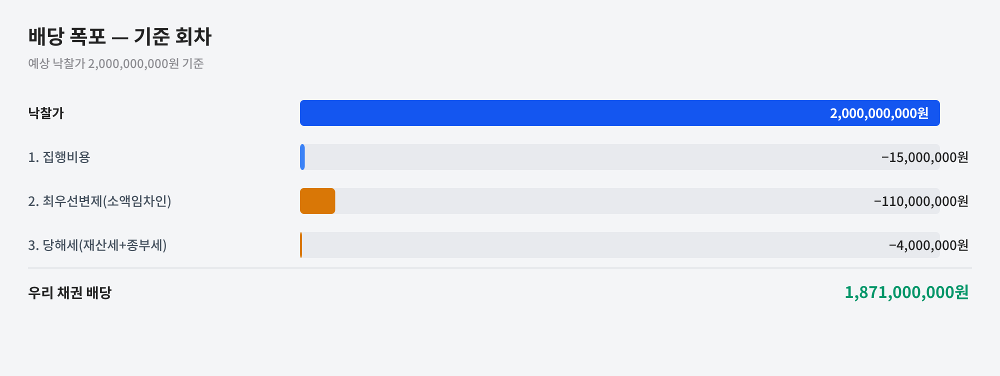 배당 폭포 — 기준 회차
예상 낙찰가 2,000,000,000원 기준
낙찰가 2,000,000,000원
1. 집행비용 −15,000,000원
2. 최우선변제(소액임차인) −110,000,000원
3. 당해세(재산세+종부세) −4,000,000원
우리 채권 배당 1,871,000,000원